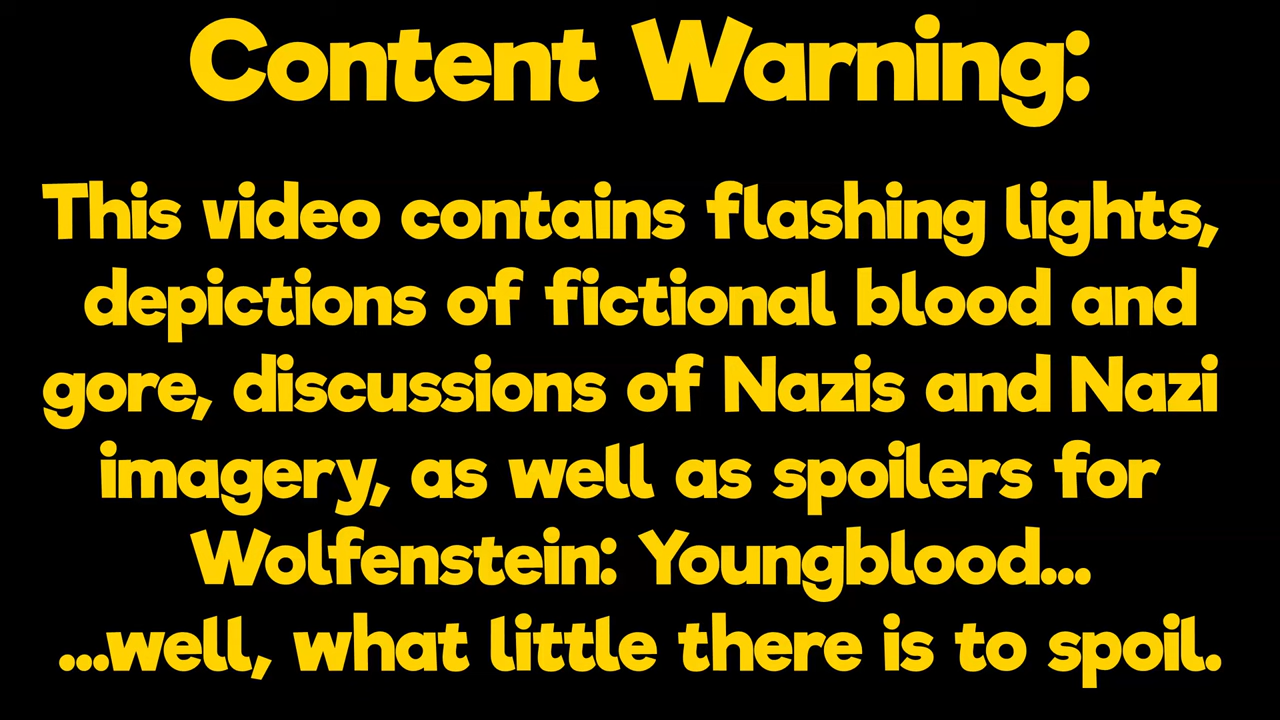 Content Warning:
This video contains flashing lights,
depictions of fictional blood and
gore, discussions of Nazis and Nazi
imagery, as well as spoilers for
Wolfenstein: Youngblood...
...well, what little there is to spoil.